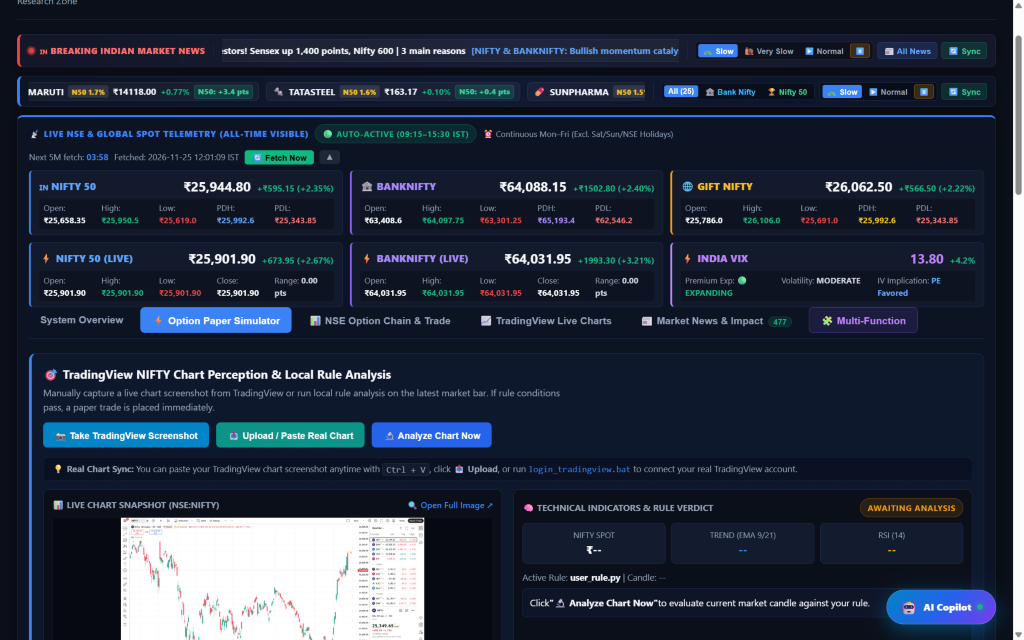 Research Zone
IN BREAKING INDIAN MARKET NEWS
stors! Sensex up 1,400 points, Nifty 600 | 3 main reasons [NIFTY & BANKNIFTY: Bullish momentum cataly
Slow Very Slow Normal All News Sync
MARUTI N50 1.7% ₹14118.00 +0.77% N50: +3.4 pts TATASTEEL N50 1.6% ₹163.17 +0.10% N50: +0.4 pts SUNPHARMA N50 1.5
All (25) Bank Nifty Nifty 50 Slow Normal Sync
LIVE NSE & GLOBAL SPOT TELEMETRY (ALL-TIME VISIBLE) AUTO-ACTIVE (09:15–15:30 IST) Continuous Mon–Fri (Excl. Sat/Sun/NSE Holidays)
Next 5M fetch: 03:58 Fetched: 2026-11-25 12:01:09 IST Fetch Now ▲
IN NIFTY 50 ₹25,944.80 +₹595.15 (+2.35%)
Open: High: Low: PDH: PDL:
₹25,658.35 ₹25,950.5 ₹25,619.0 ₹25,992.6 ₹25,343.85
BANKNIFTY ₹64,088.15 +₹1502.80 (+2.40%)
Open: High: Low: PDH: PDL:
₹63,408.6 ₹64,097.75 ₹63,301.25 ₹65,193.4 ₹62,546.2
GIFT NIFTY ₹26,062.50 +₹566.50 (+2.22%)
Open: High: Low: PDH: PDL:
₹25,786.0 ₹26,106.0 ₹25,691.0 ₹25,992.6 ₹25,343.85
NIFTY 50 (LIVE) ₹25,901.90 +673.95 (+2.67%)
Open: High: Low: Close: Range: 0.00
₹25,901.90 ₹25,901.90 ₹25,901.90 ₹25,901.90 pts
BANKNIFTY (LIVE) ₹64,031.95 +1993.30 (+3.21%)
Open: High: Low: Close: Range: 0.00
₹64,031.95 ₹64,031.95 ₹64,031.95 ₹64,031.95 pts
INDIA VIX 13.80 +4.2%
Premium Exp: Volatility: MODERATE IV Implication: PE
EXPANDING Favored
System Overview Option Paper Simulator NSE Option Chain & Trade TradingView Live Charts Market News & Impact 477 Multi-Function
TradingView NIFTY Chart Perception & Local Rule Analysis
Manually capture a live chart screenshot from TradingView or run local rule analysis on the latest market bar. If rule conditions
pass, a paper trade is placed immediately.
Take TradingView Screenshot Upload / Paste Real Chart Analyze Chart Now
Real Chart Sync: You can paste your TradingView chart screenshot anytime with Ctrl + V, click Upload, or run login_tradingview.bat to connect your real TradingView account.
LIVE CHART SNAPSHOT (NSE:NIFTY) Open Full Image ↗
25,349.65
TECHNICAL INDICATORS & RULE VERDICT AWAITING ANALYSIS
NIFTY SPOT TREND (EMA 9/21) RSI (14)
₹-- -- --
Active Rule: user_rule.py | Candle: --
Click" Analyze Chart Now"to evaluate current market candle against your rule.
AI Copilot